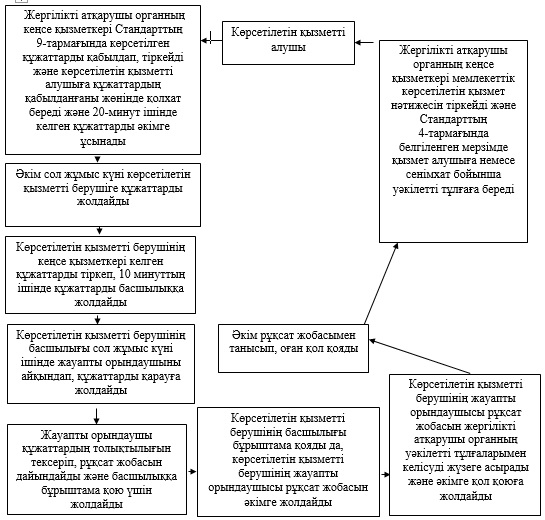 Жергілікті атқарушы органның
кеңсе қызметкері Стандарттың
9-тармағында көрсетілген
құжаттарды қабылдап, тіркейді
және көрсетілетін қызметті
алушыға құжаттардың
қабылданғаны жөнінде қолхат
береді және 20-минут ішінде
келген құжаттарды әкімге
ұсынады
Әкім сол жұмыс күні көрсетілетін
қызметті берушіге құжаттарды
жолдайды
Көрсетілетін қызметті берушінің
кеңсе қызметкері келген
құжаттарды тіркеп, 10 минуттың
ішінде құжаттарды басшылыққа
жолдайды
Көрсетілетін қызметті берушінің
басшылығы сол жұмыс күні
ішінде жауапты орындаушыны
айқындап, құжаттарды қарауға
жолдайды
Жауапты орындаушы
құжаттардың толықтылығын
тексеріп, рұқсат жобасын
дайындайды және басшылыққа
бұрыштама қою үшін
жолдайды
Көрсетілетін қызметті
берушінің басшылығы
бұрыштама қояды да,
көрсетілетін қызметті
берушінің жауапты
орындаушысы рұқсат жобасын
әкімге жолдайды
Көрсетілетін қызметті
берушінің жауапты
орындаушысы рұқсат
жобасын жергілікті
атқарушы органның
уәкілетті тұлғаларымен
келісуді жүзеге асырады
және әкімге қол қоюға
жолдайды
Әкім рұқсат жобасымен
танысып, оған қол қояды
Жергілікті атқарушы
органның кеңсе
қызметкері мемлекеттік
көрсетілетін қызмет
нәтижесін тіркейді және
Стандарттың
4-тармағында
белгіленген мерзімде
қызмет алушыға немесе
сенімхат бойынша
уәкілетті тұлғаға береді
Көрсетілетін қызметті
алушы